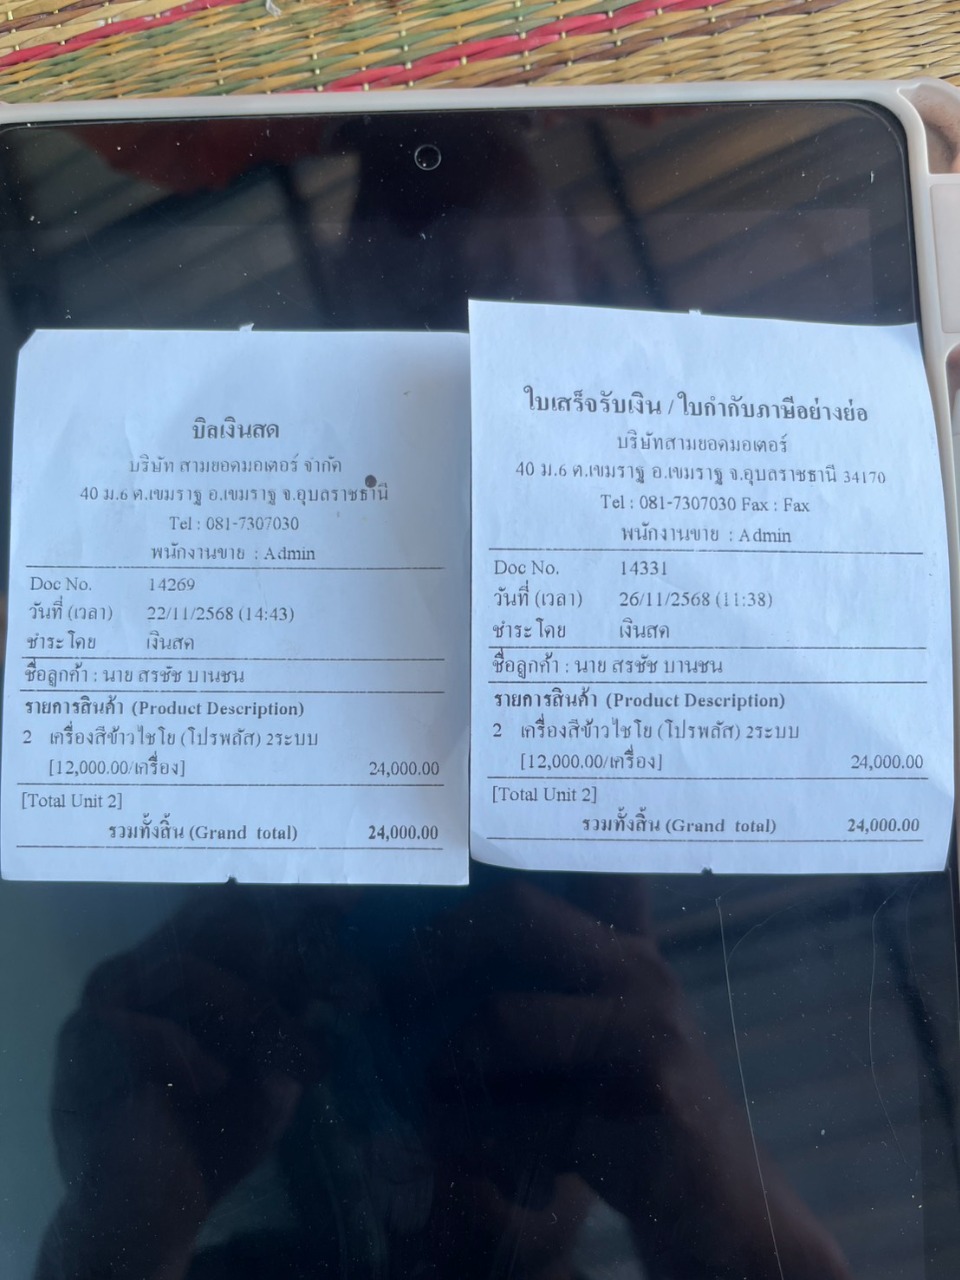 บิลเงินสด
บริษัท สามยอดมอเตอร์ จำกัด
40 ม.6 ต.เขมราฐ อ.เขมราฐ จ.อุบลราชธานี
Tel : 081-7307030
พนักงานขาย : Admin
Doc No. 14269
วันที่ (เวลา) 22/11/2568 (14:43)
ชำระโดย เงินสด
ชื่อลูกค้า : นาย สรชัช บานชน
รายการสินค้า (Product Description)
2 เครื่องสีข้าวไชโย (โปรพลัส) 2ระบบ
[12,000.00/เครื่อง] 24,000.00
[Total Unit 2]
รวมทั้งสิ้น (Grand total) 24,000.00
ใบเสร็จรับเงิน / ใบกำกับภาษีอย่างย่อ
บริษัทสามยอดมอเตอร์
40 ม.6 ต.เขมราฐ อ.เขมราฐ จ.อุบลราชธานี 34170
Tel : 081-7307030 Fax : Fax
พนักงานขาย : Admin
Doc No. 14331
วันที่ (เวลา) 26/11/2568 (11:38)
ชำระโดย เงินสด
ชื่อลูกค้า : นาย สรชัช บานชน
รายการสินค้า (Product Description)
2 เครื่องสีข้าวไชโย (โปรพลัส) 2ระบบ
[12,000.00/เครื่อง] 24,000.00
[Total Unit 2]
รวมทั้งสิ้น (Grand total) 24,000.00